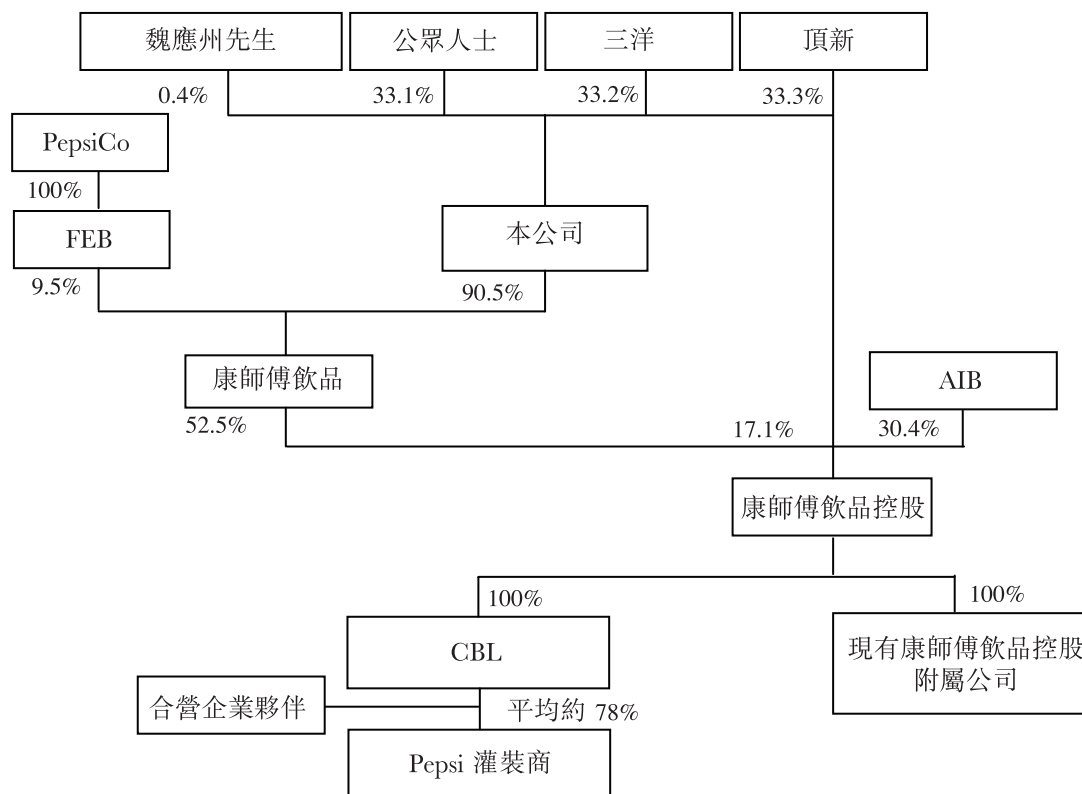 魏應州先生
公眾人士
三洋
頂新
0.4%
33.1%
33.2%
33.3%
PepsiCo
100%
FEB
本公司
9.5%
90.5%
康師傅飲品
AIB
52.5%
17.1%
30.4%
康師傅飲品控股
100%
100%
CBL
現有康師傅飲品控股
附屬公司
合營企業夥伴
平均約 78%
Pepsi 灌裝商